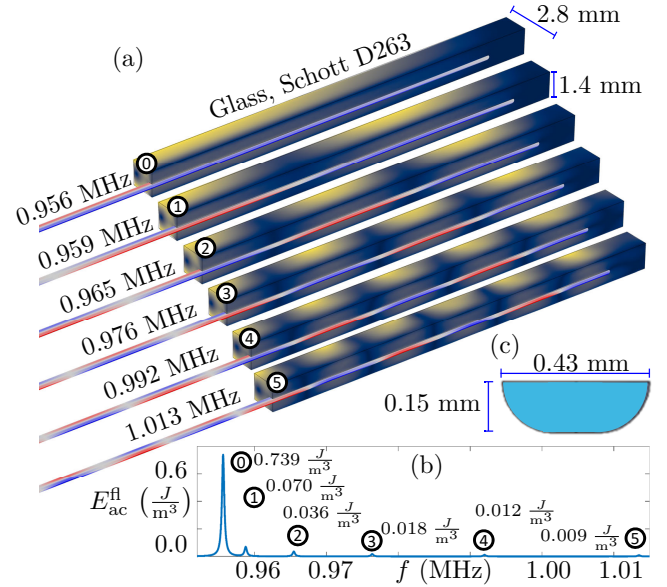 2.8 mm
(a)
Glass, Schott D263
1.4 mm
0
0.956 MHz
1
0.959 MHz
2
0.965 MHz
3
0.976 MHz
4
0.992 MHz
5
1.013 MHz
(c)
0.43 mm
0.15 mm
(b)
E_ac^fl (J/m³)
0.6
0.0
0 0.739 J/m³
1 0.070 J/m³
2 0.036 J/m³
3 0.018 J/m³
4 0.012 J/m³
5 0.009 J/m³
0.96 0.97 f (MHz) 1.00 1.01